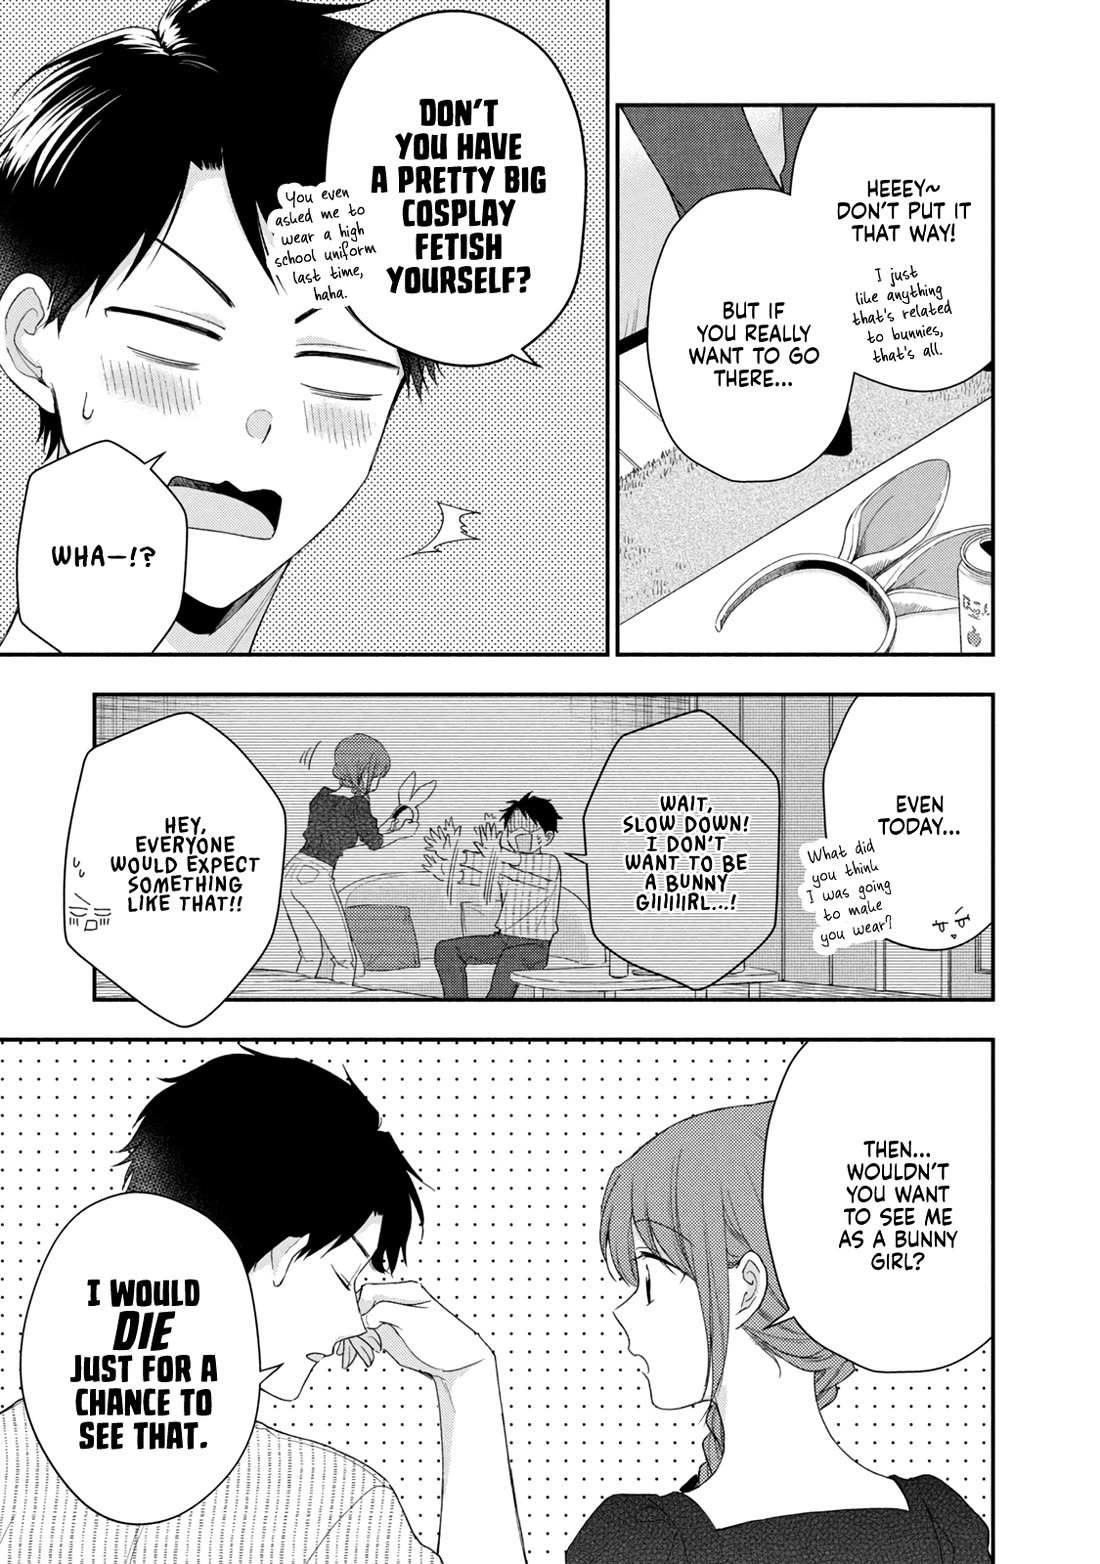 HEEEY~
DON'T PUT IT
THAT WAY!
I just
like anything
that's related
to bunnies,
that's all.
BUT IF
YOU REALLY
WANT TO GO
THERE...
DON'T
YOU HAVE
A PRETTY BIG
COSPLAY
FETISH
YOURSELF?
You even
asked me to
wear a high
school uniform
last time,
haha.
WHA—!?
EVEN
TODAY...
What did
you think
I was going
to make
you wear?
WAIT,
SLOW DOWN!
I DON'T
WANT TO BE
A BUNNY
GIIIIIIRL...!
HEY,
EVERYONE
WOULD EXPECT
SOMETHING
LIKE THAT!!
THEN...
WOULDN'T
YOU WANT
TO SEE ME
AS A BUNNY
GIRL?
I WOULD
DIE
JUST FOR A
CHANCE TO
SEE THAT.